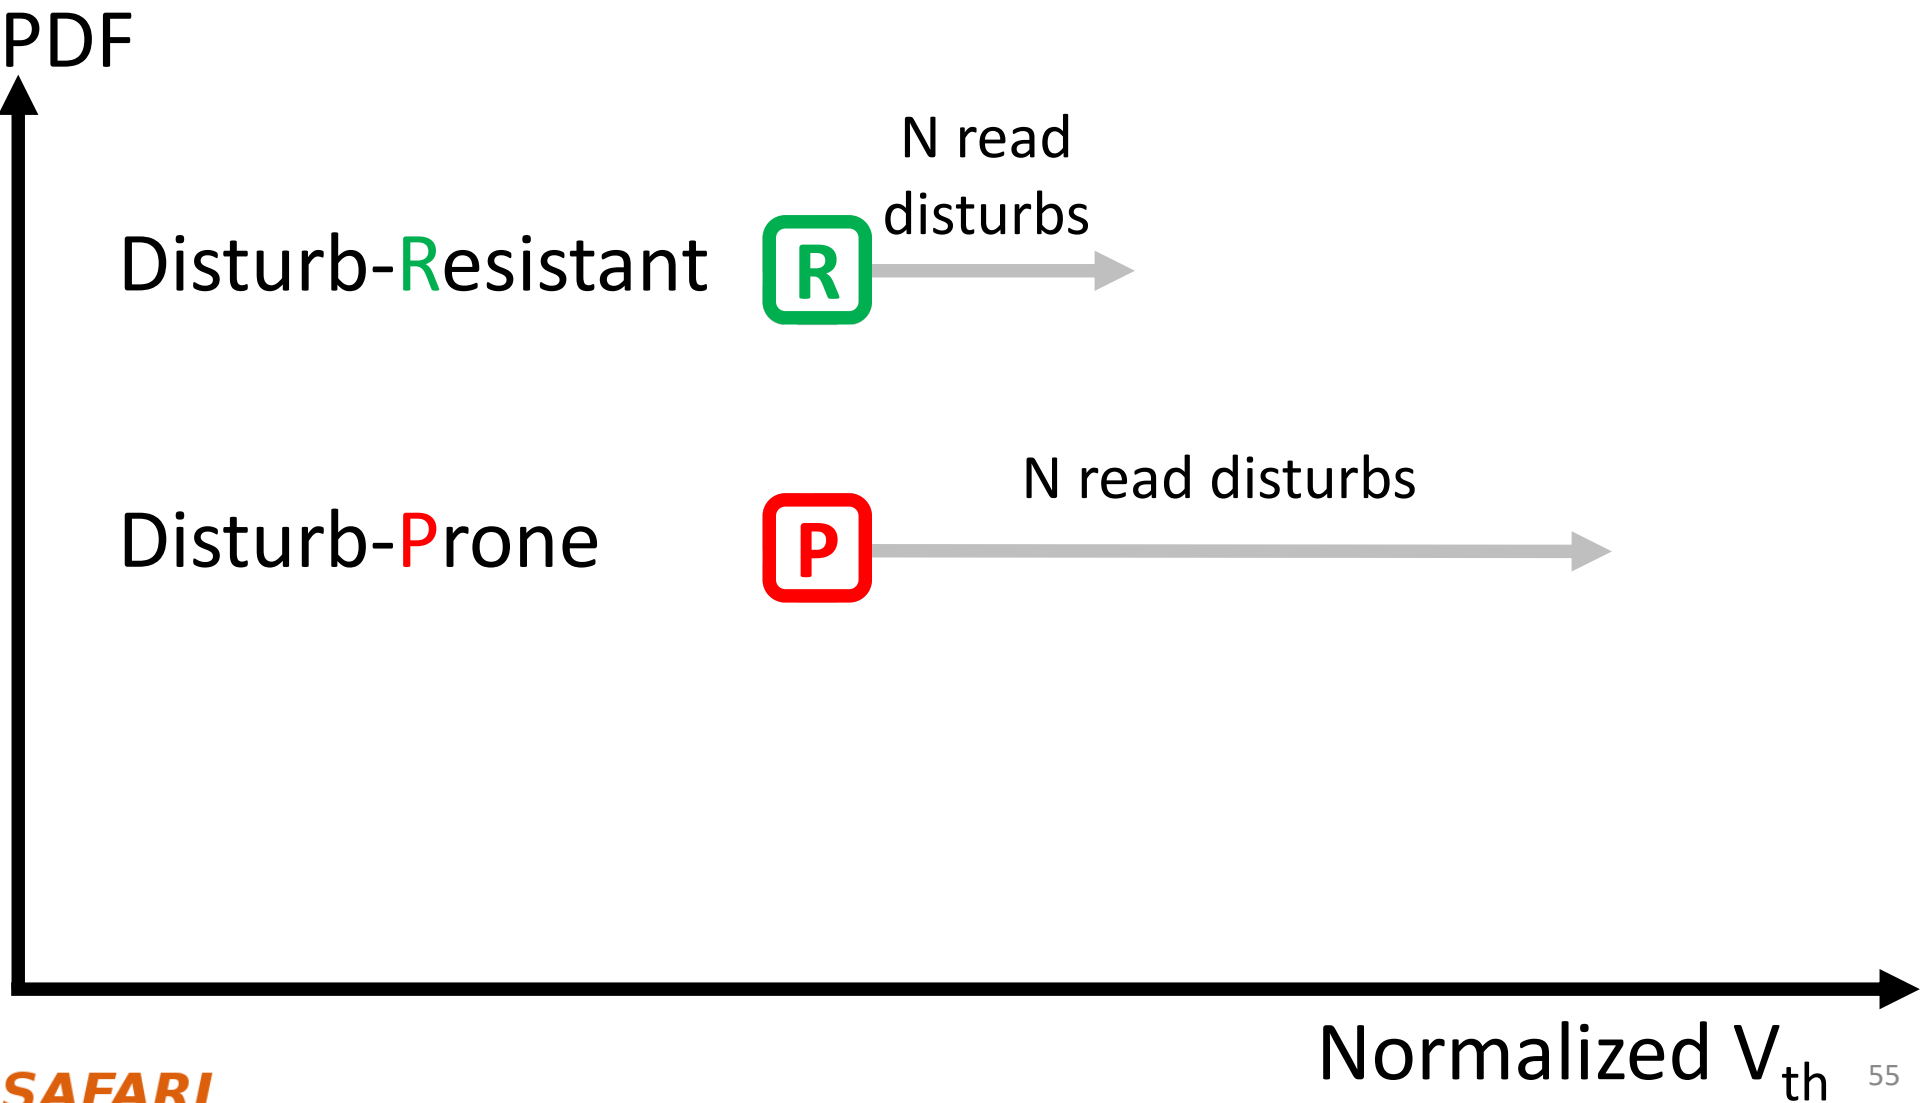 PDF
N read
disturbs
Disturb-Resistant
R
N read disturbs
Disturb-Prone
P
Normalized Vth
55
SAFARI